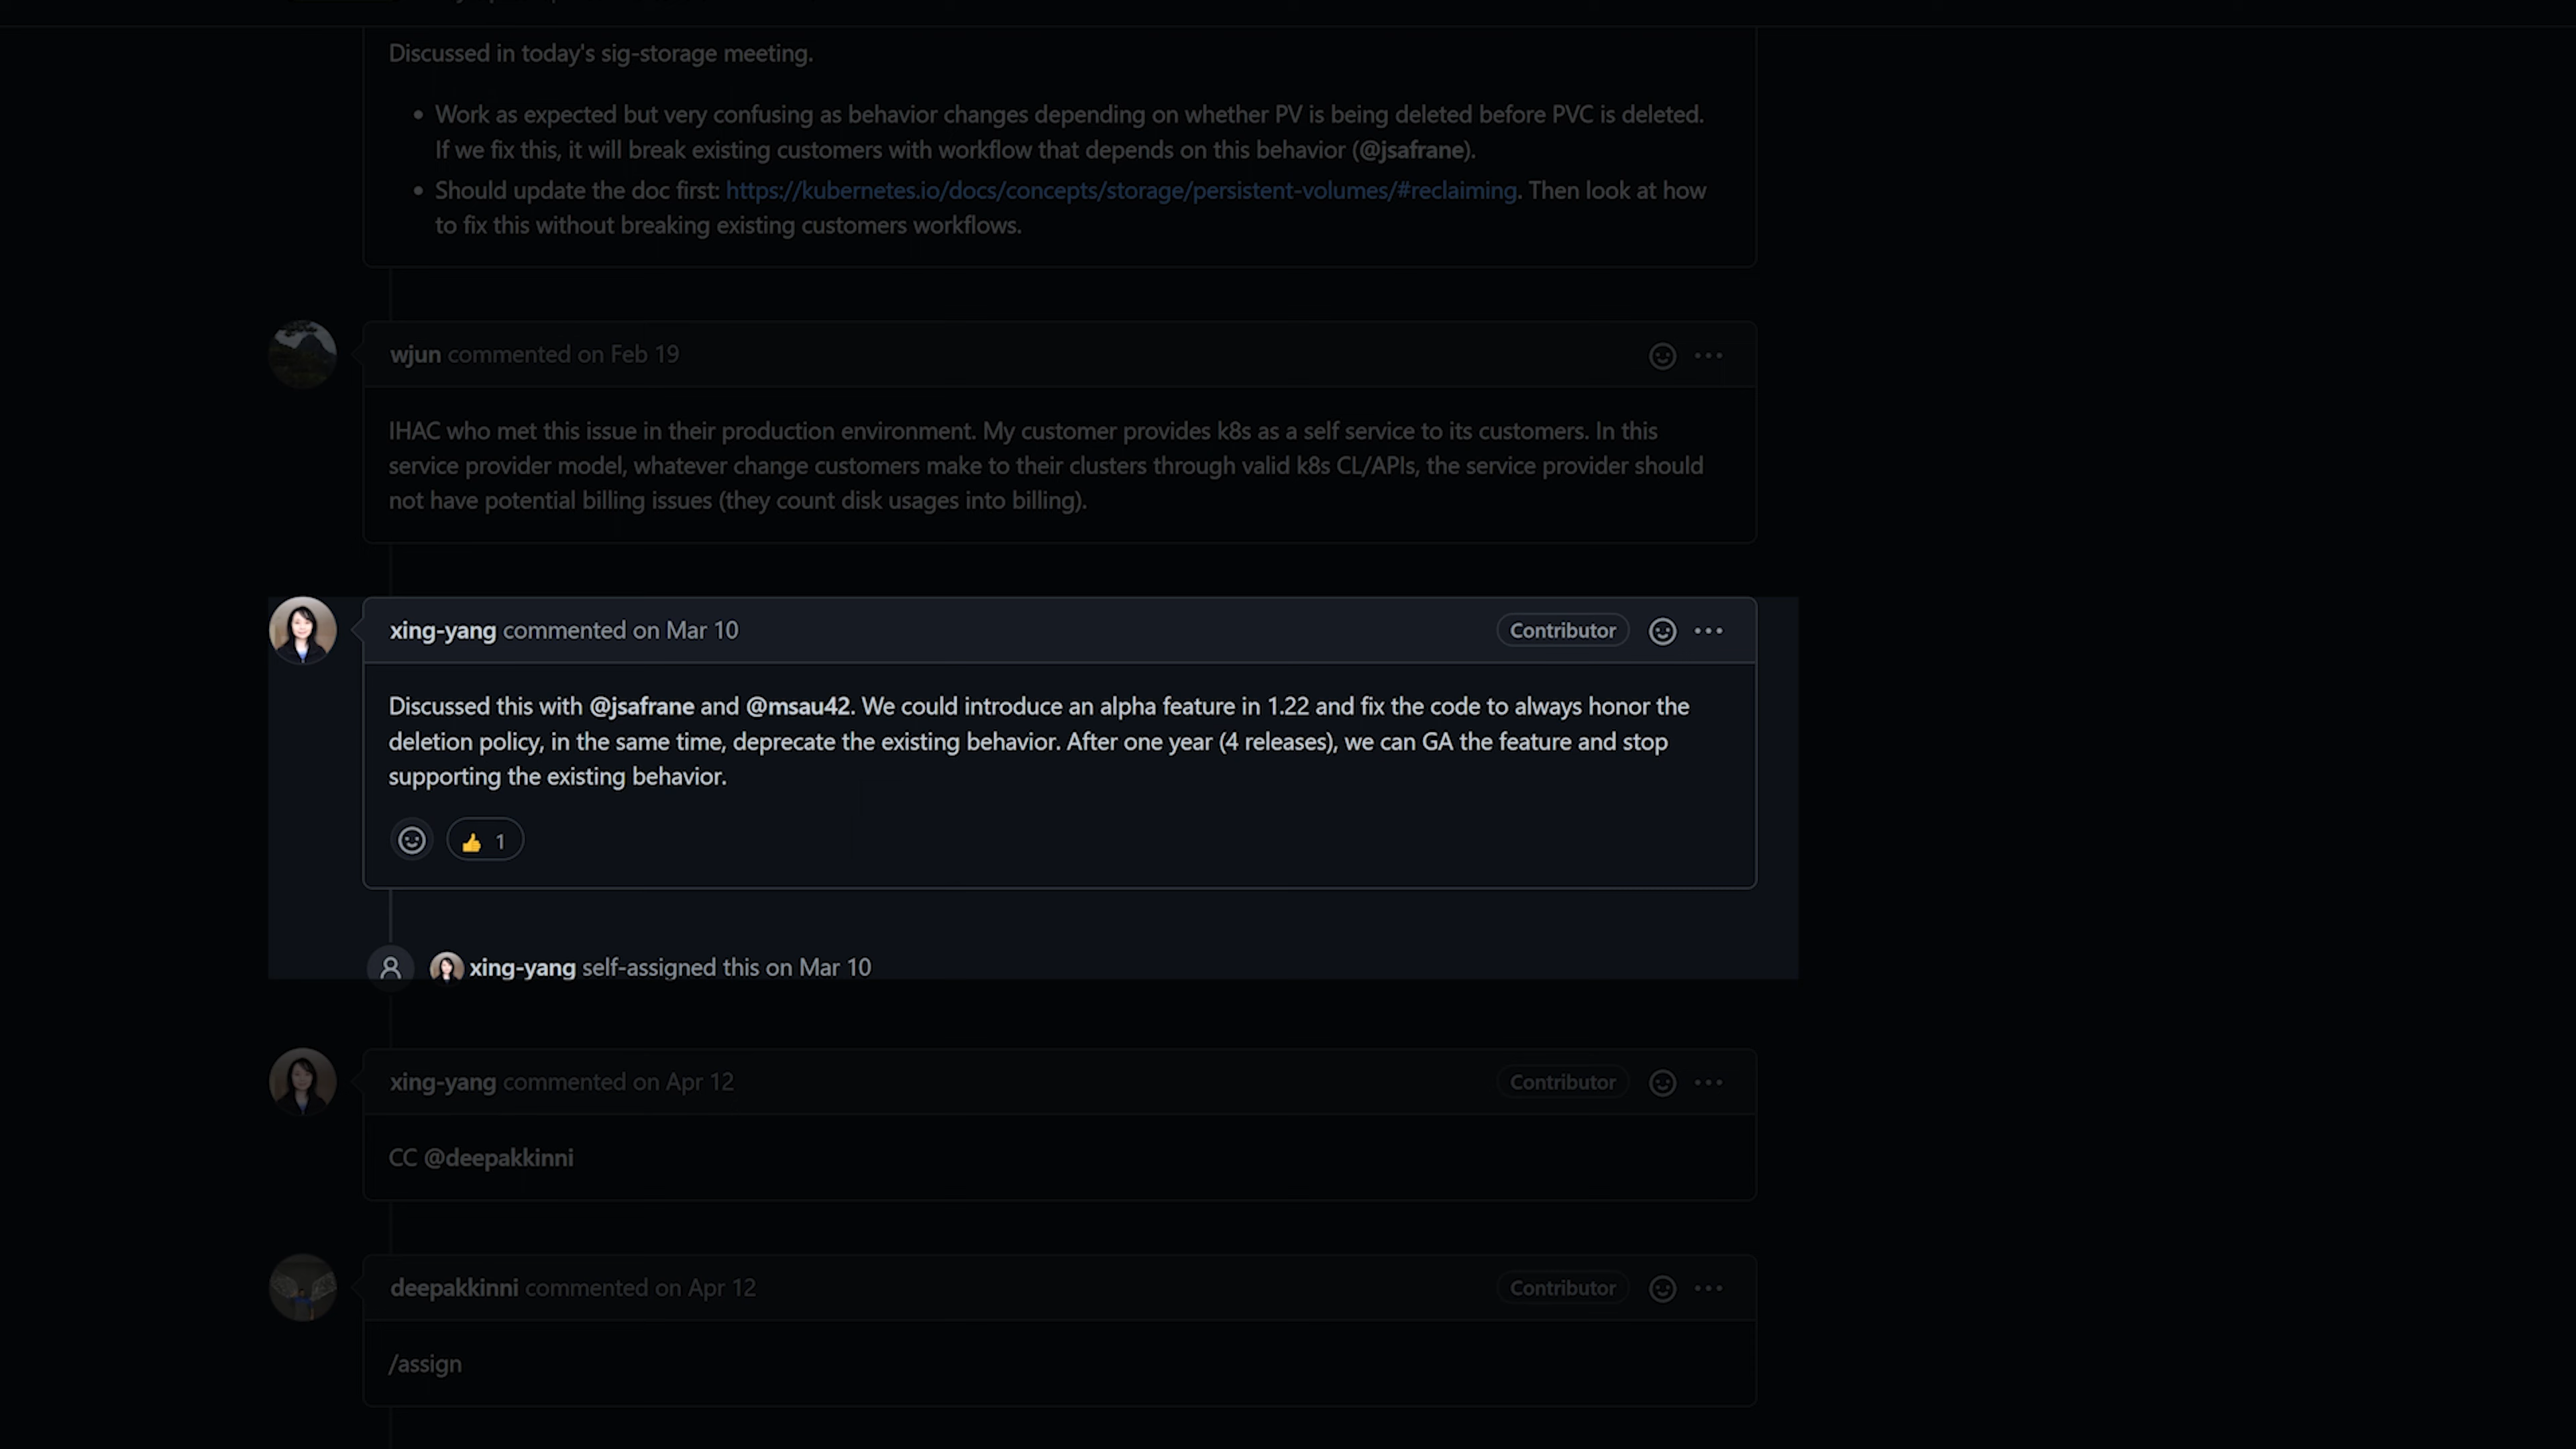 Discussed in today's sig-storage meeting.
• Work as expected but very confusing as behavior changes depending on whether PV is being deleted before PVC is deleted.
If we fix this, it will break existing customers with workflow that depends on this behavior (@jsafrane).
• Should update the doc first: https://kubernetes.io/docs/concepts/storage/persistent-volumes/#reclaiming. Then look at how
to fix this without breaking existing customers workflows.
wjun commented on Feb 19
IHAC who met this issue in their production environment. My customer provides k8s as a self service to its customers. In this
service provider model, whatever change customers make to their clusters through valid k8s CL/APIs, the service provider should
not have potential billing issues (they count disk usages into billing).
xing-yang commented on Mar 10 Contributor
Discussed this with @jsafrane and @msau42. We could introduce an alpha feature in 1.22 and fix the code to always honor the
deletion policy, in the same time, deprecate the existing behavior. After one year (4 releases), we can GA the feature and stop
supporting the existing behavior.
👍 1
xing-yang self-assigned this on Mar 10
xing-yang commented on Apr 12 Contributor
CC @deepakkinni
deepakkinni commented on Apr 12 Contributor
/assign